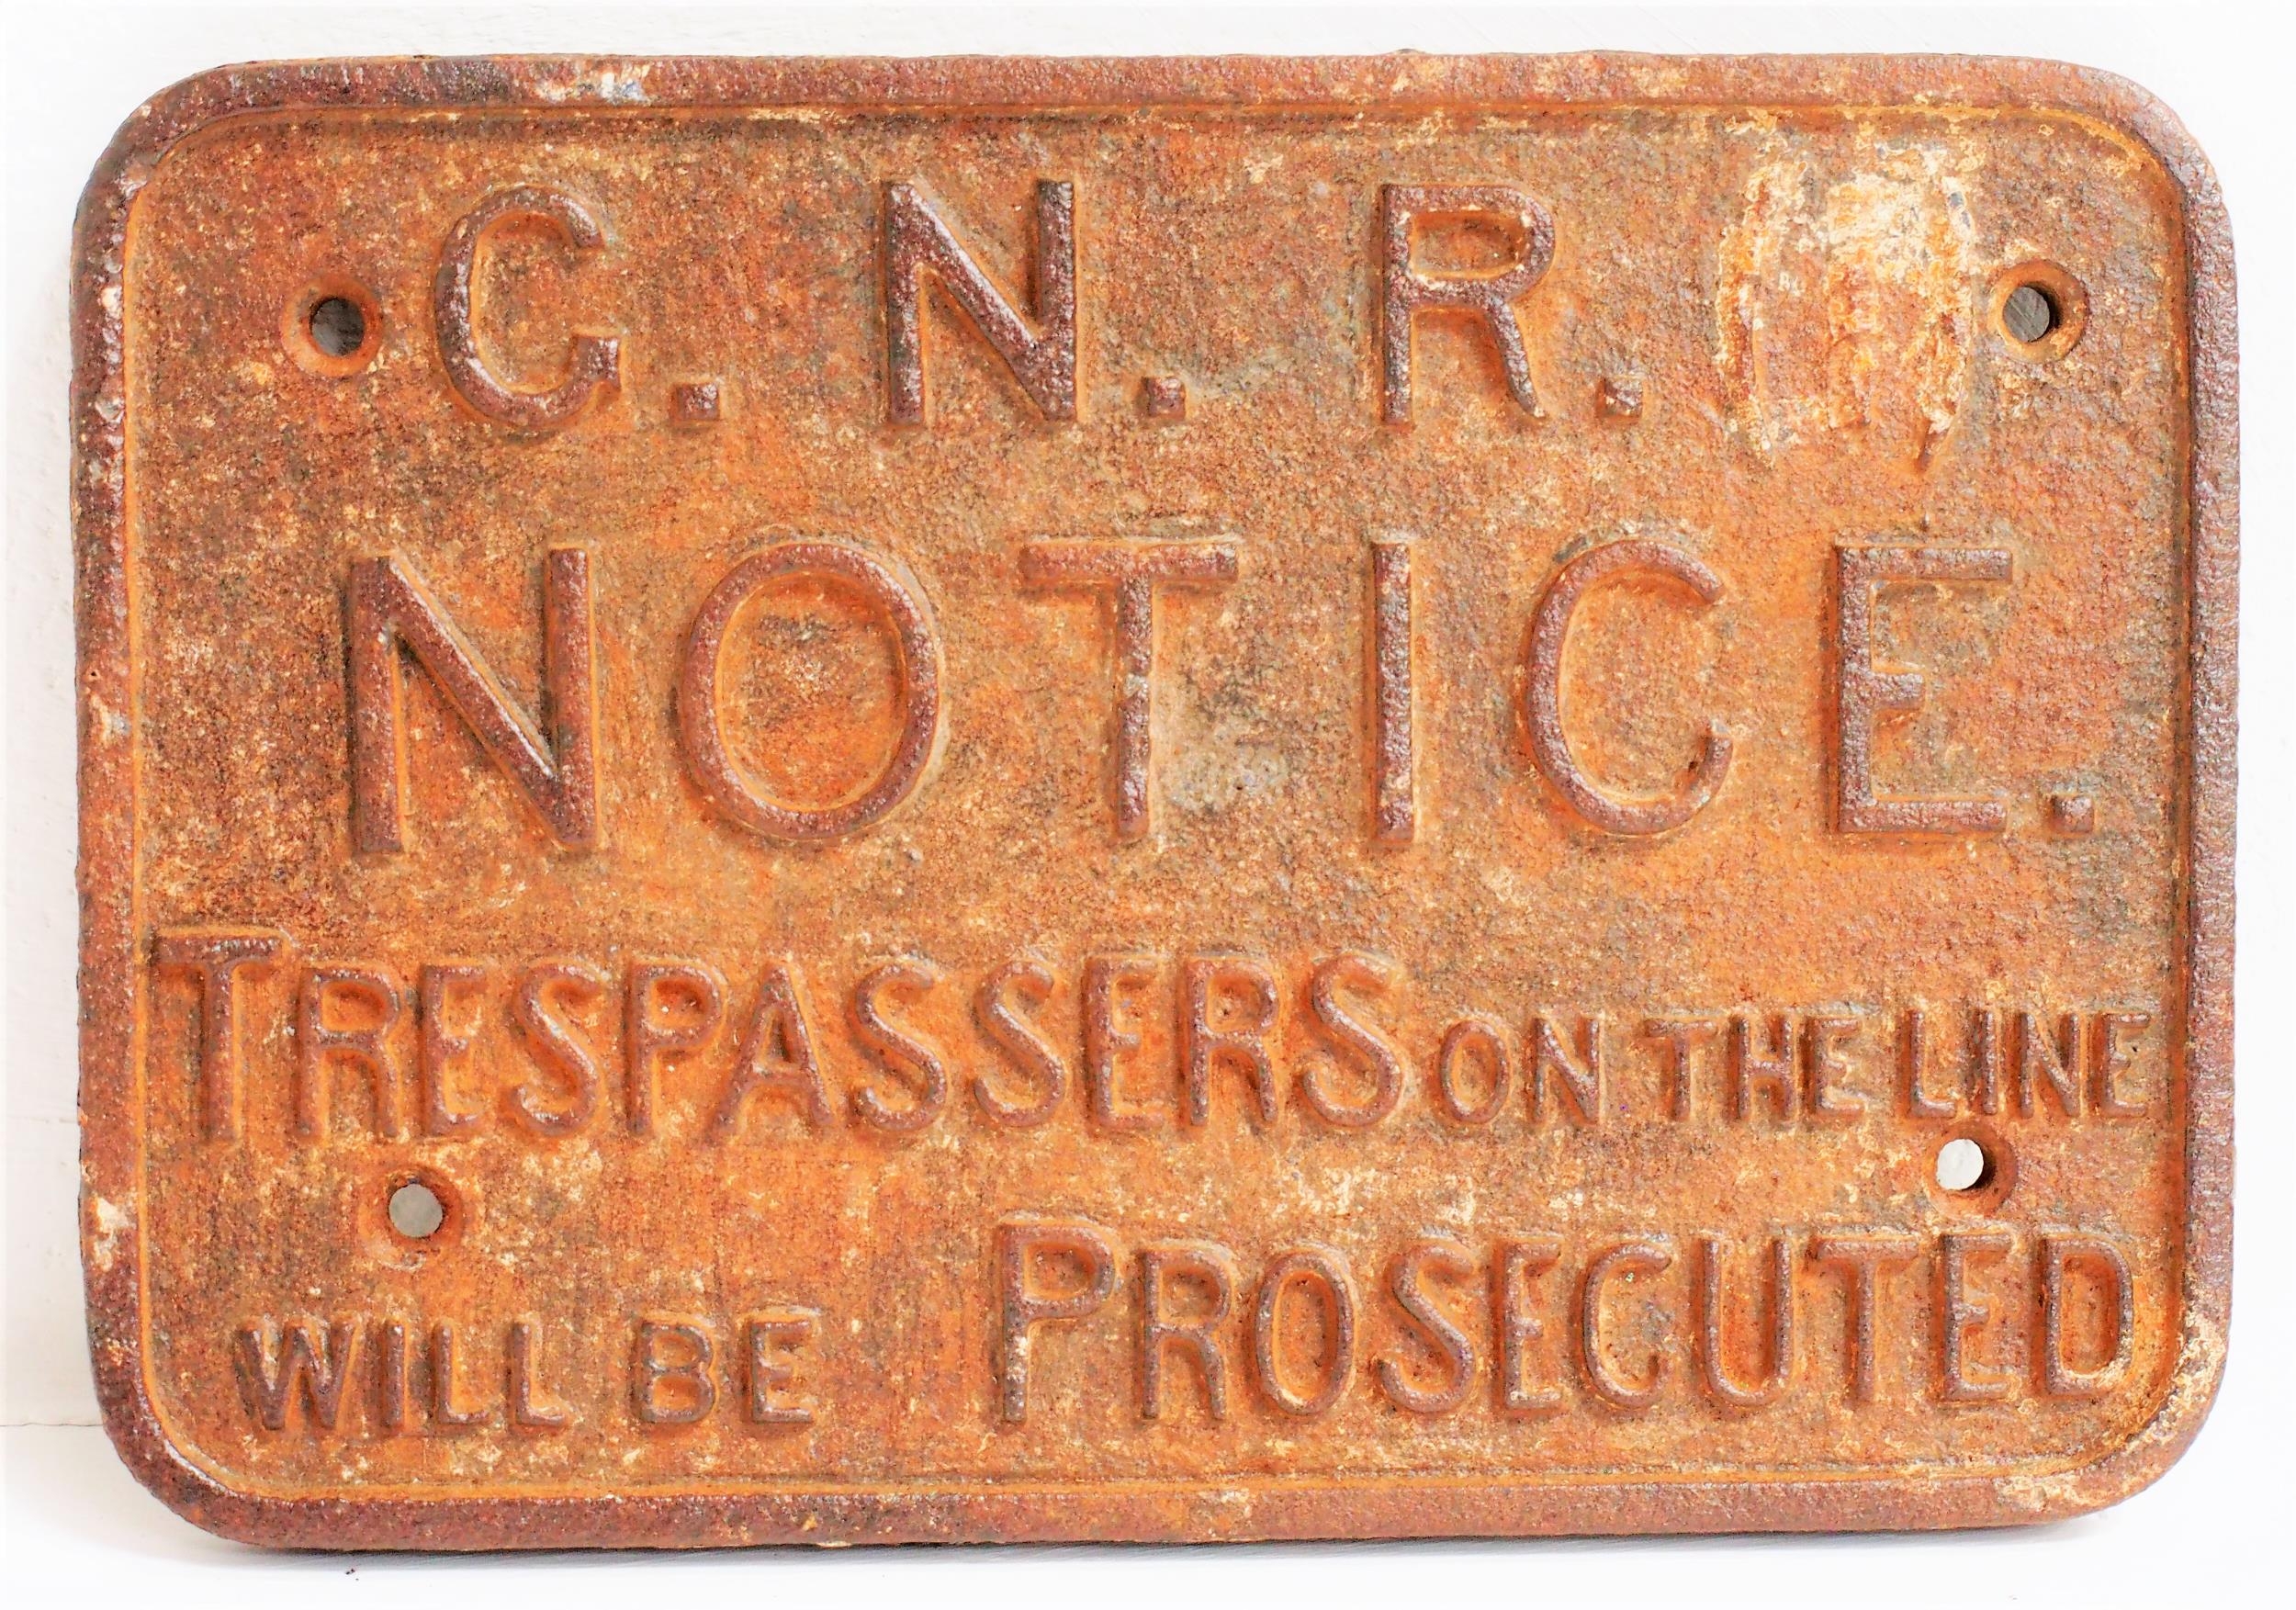 G. N. R.
NOTICE.
TRESPASSERS ON THE LINE
WILL BE PROSECUTED